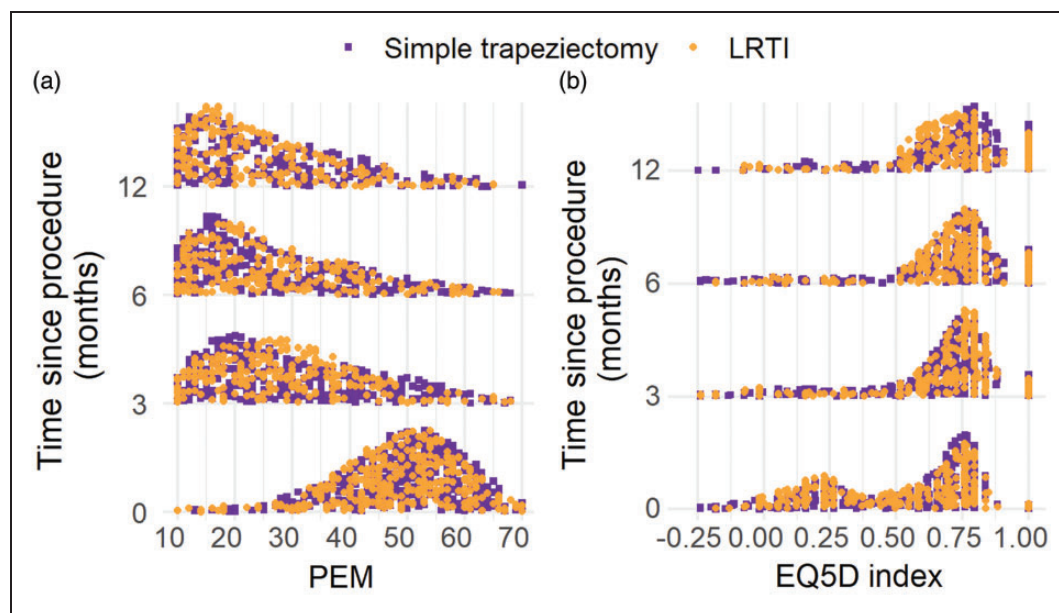 Simple trapeziectomy LRTI
(a)
Time since procedure
(months)
12
6
3
0
10 20 30 40 50 60 70
PEM
(b)
Time since procedure
(months)
12
6
3
0
-0.25 0.00 0.25 0.50 0.75 1.00
EQ5D index